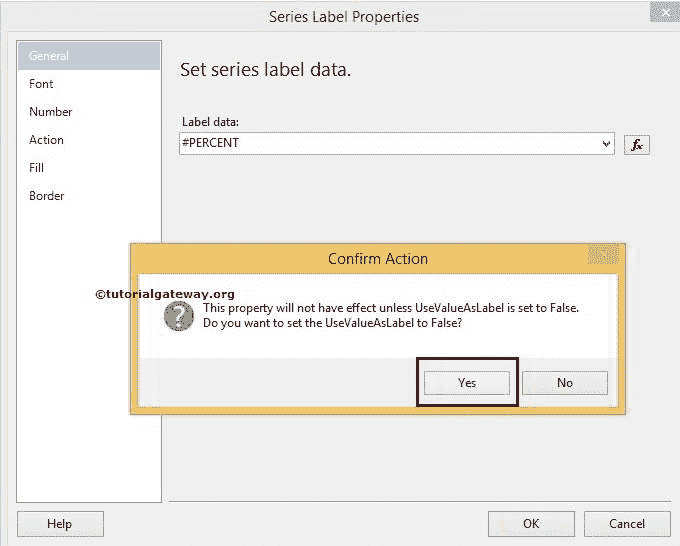 Series Label Properties
General
Font
Number
Action
Fill
Border
Set series label data.
Label data:
#PERCENT
fx
Confirm Action
©tutorialgateway.org
This property will not have effect unless UseValueAsLabel is set to False.
Do you want to set the UseValueAsLabel to False?
Yes
No
Help
OK
Cancel